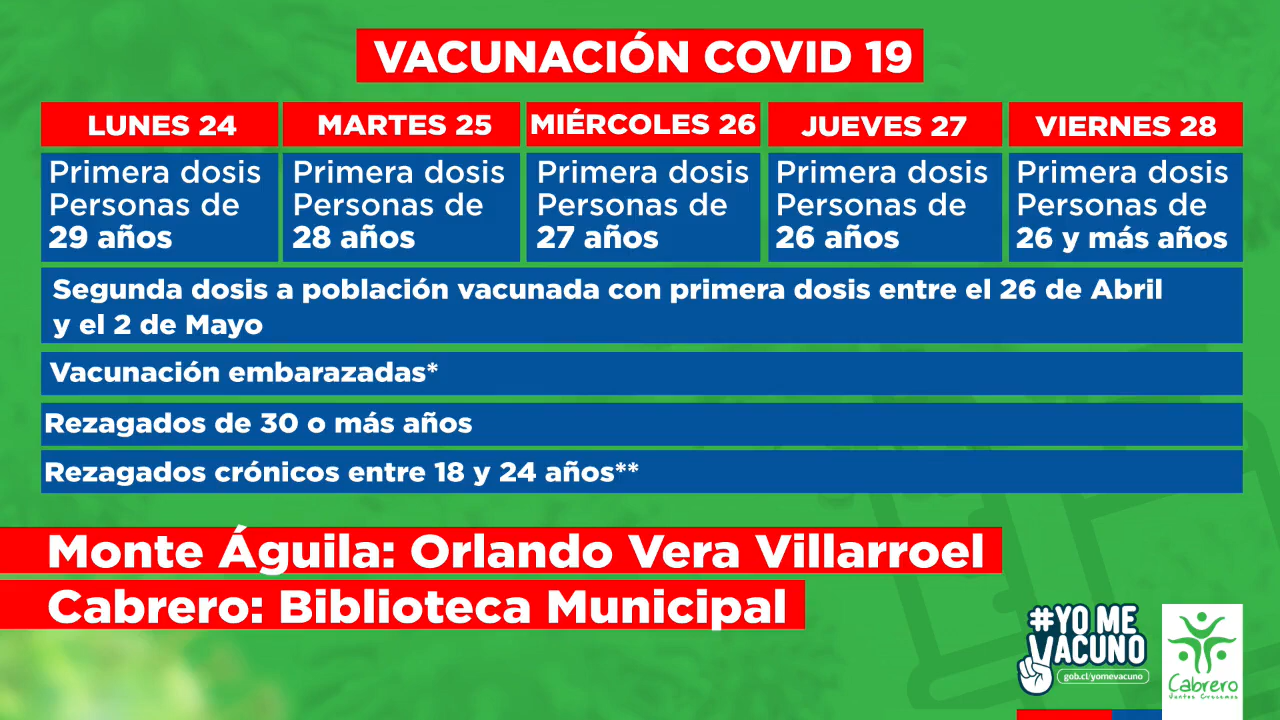 VACUNACIÓN COVID 19
LUNES 24
MARTES 25
MIÉRCOLES 26
JUEVES 27
VIERNES 28
Primera dosis
Personas de
29 años
Primera dosis
Personas de
28 años
Primera dosis
Personas de
27 años
Primera dosis
Personas de
26 años
Primera dosis
Personas de
26 y más años
Segunda dosis a población vacunada con primera dosis entre el 26 de Abril
y el 2 de Mayo
Vacunación embarazadas*
Rezagados de 30 o más años
Rezagados crónicos entre 18 y 24 años**
Monte Águila: Orlando Vera Villarroel
Cabrero: Biblioteca Municipal
#YO ME
VACUNO
gob.cl/yomevacuno
Cabrero
Juntos Crecemos